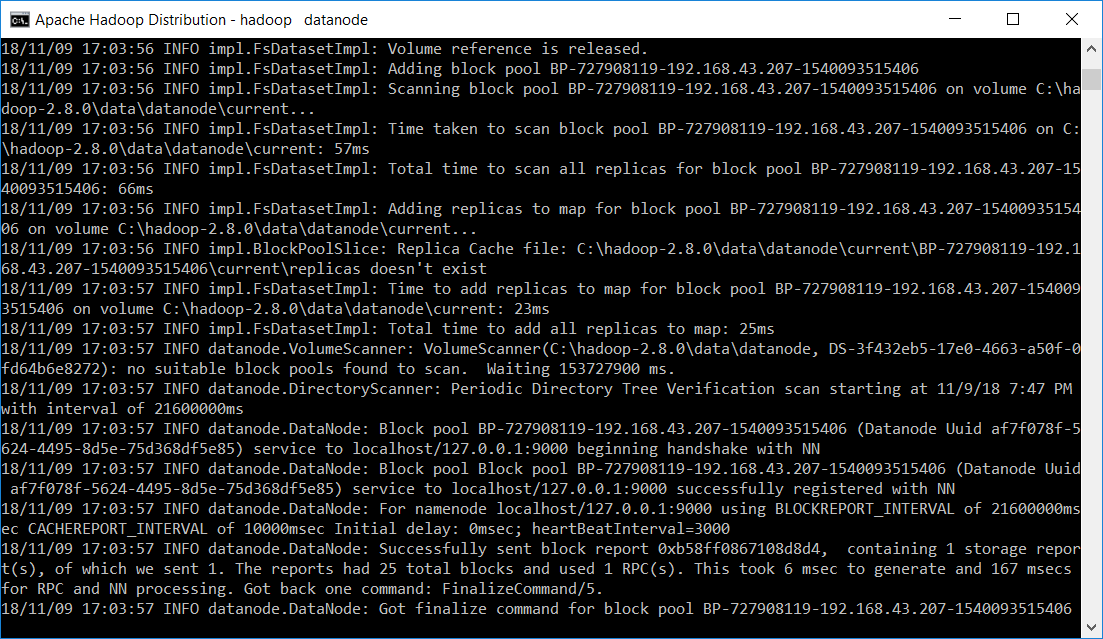 Apache Hadoop Distribution - hadoop   datanode
18/11/09 17:03:56 INFO impl.FsDatasetImpl: Volume reference is released.
18/11/09 17:03:56 INFO impl.FsDatasetImpl: Adding block pool BP-727908119-192.168.43.207-1540093515406
18/11/09 17:03:56 INFO impl.FsDatasetImpl: Scanning block pool BP-727908119-192.168.43.207-1540093515406 on volume C:\ha
doop-2.8.0\data\datanode\current...
18/11/09 17:03:56 INFO impl.FsDatasetImpl: Time taken to scan block pool BP-727908119-192.168.43.207-1540093515406 on C:
\hadoop-2.8.0\data\datanode\current: 57ms
18/11/09 17:03:56 INFO impl.FsDatasetImpl: Total time to scan all replicas for block pool BP-727908119-192.168.43.207-15
40093515406: 66ms
18/11/09 17:03:56 INFO impl.FsDatasetImpl: Adding replicas to map for block pool BP-727908119-192.168.43.207-15400935154
06 on volume C:\hadoop-2.8.0\data\datanode\current...
18/11/09 17:03:56 INFO impl.BlockPoolSlice: Replica Cache file: C:\hadoop-2.8.0\data\datanode\current\BP-727908119-192.1
68.43.207-1540093515406\current\replicas doesn't exist
18/11/09 17:03:57 INFO impl.FsDatasetImpl: Time to add replicas to map for block pool BP-727908119-192.168.43.207-154009
3515406 on volume C:\hadoop-2.8.0\data\datanode\current: 23ms
18/11/09 17:03:57 INFO impl.FsDatasetImpl: Total time to add all replicas to map: 25ms
18/11/09 17:03:57 INFO datanode.VolumeScanner: VolumeScanner(C:\hadoop-2.8.0\data\datanode, DS-3f432eb5-17e0-4663-a50f-0
fd64b6e8272): no suitable block pools found to scan.  Waiting 153727900 ms.
18/11/09 17:03:57 INFO datanode.DirectoryScanner: Periodic Directory Tree Verification scan starting at 11/9/18 7:47 PM
with interval of 21600000ms
18/11/09 17:03:57 INFO datanode.DataNode: Block pool BP-727908119-192.168.43.207-1540093515406 (Datanode Uuid af7f078f-5
624-4495-8d5e-75d368df5e85) service to localhost/127.0.0.1:9000 beginning handshake with NN
18/11/09 17:03:57 INFO datanode.DataNode: Block pool Block pool BP-727908119-192.168.43.207-1540093515406 (Datanode Uuid
 af7f078f-5624-4495-8d5e-75d368df5e85) service to localhost/127.0.0.1:9000 successfully registered with NN
18/11/09 17:03:57 INFO datanode.DataNode: For namenode localhost/127.0.0.1:9000 using BLOCKREPORT_INTERVAL of 21600000ms
ec CACHEREPORT_INTERVAL of 10000msec Initial delay: 0msec; heartBeatInterval=3000
18/11/09 17:03:57 INFO datanode.DataNode: Successfully sent block report 0xb58ff0867108d8d4,  containing 1 storage repor
t(s), of which we sent 1. The reports had 25 total blocks and used 1 RPC(s). This took 6 msec to generate and 167 msecs
for RPC and NN processing. Got back one command: FinalizeCommand/5.
18/11/09 17:03:57 INFO datanode.DataNode: Got finalize command for block pool BP-727908119-192.168.43.207-1540093515406